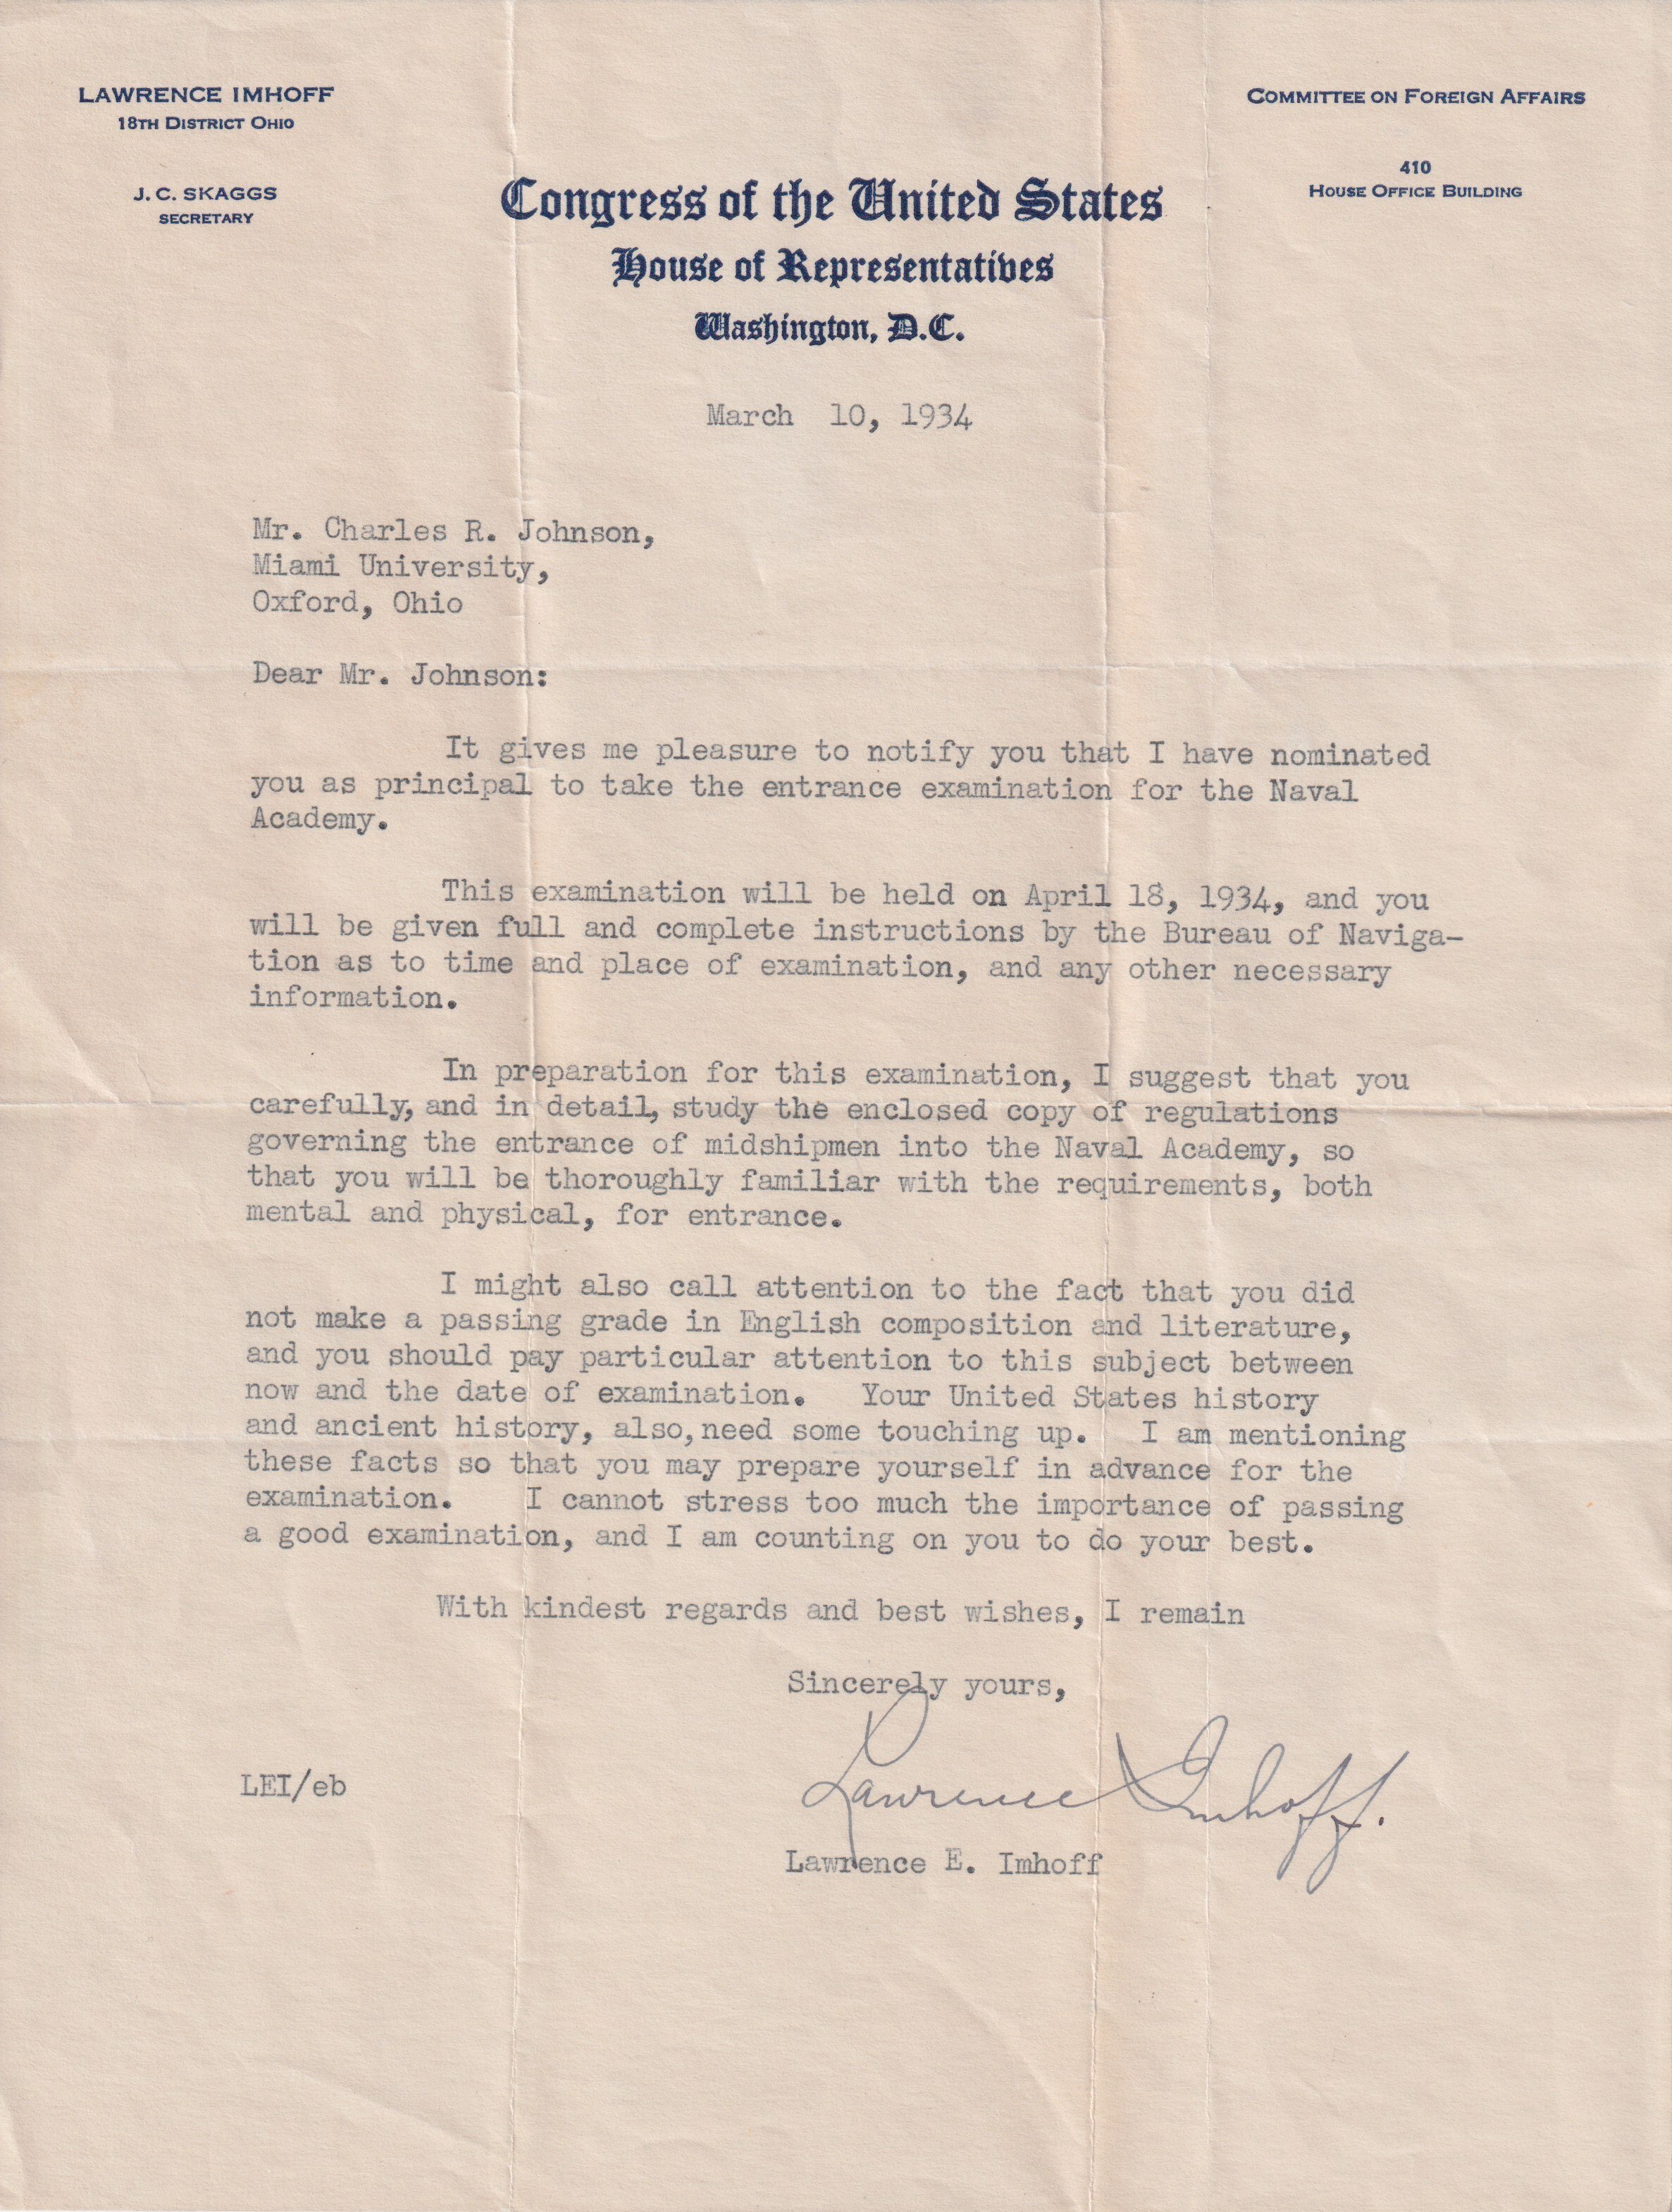 LAWRENCE IMHOFF
18TH DISTRICT OHIO
J. C. SKAGGS
SECRETARY
COMMITTEE ON FOREIGN AFFAIRS
410
HOUSE OFFICE BUILDING
Congress of the United States
House of Representatives
Washington, D.C.
March 10, 1934
Mr. Charles R. Johnson,
Miami University,
Oxford, Ohio
Dear Mr. Johnson:
It gives me pleasure to notify you that I have nominated
you as principal to take the entrance examination for the Naval
Academy.
This examination will be held on April 18, 1934, and you
will be given full and complete instructions by the Bureau of Naviga-
tion as to time and place of examination, and any other necessary
information.
In preparation for this examination, I suggest that you
carefully, and in detail, study the enclosed copy of regulations
governing the entrance of midshipmen into the Naval Academy, so
that you will be thoroughly familiar with the requirements, both
mental and physical, for entrance.
I might also call attention to the fact that you did
not make a passing grade in English composition and literature,
and you should pay particular attention to this subject between
now and the date of examination. Your United States history
and ancient history, also, need some touching up. I am mentioning
these facts so that you may prepare yourself in advance for the
examination. I cannot stress too much the importance of passing
a good examination, and I am counting on you to do your best.
With kindest regards and best wishes, I remain
Sincerely yours,
Lawrence Imhoff.
LEI/eb
Lawrence E. Imhoff